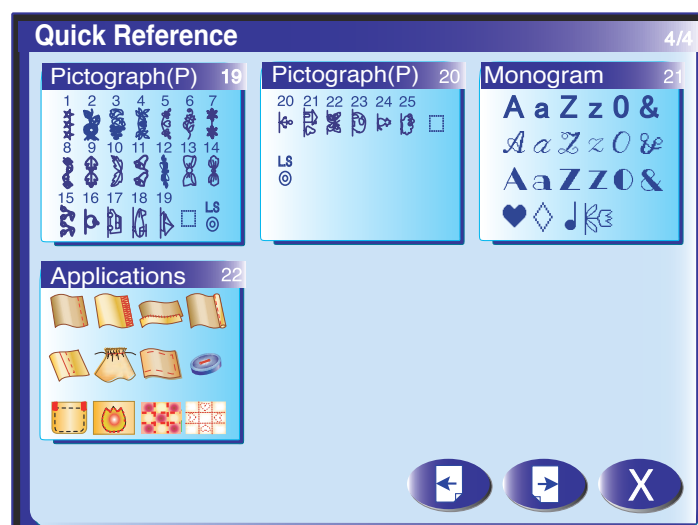 Quick Reference 4/4
Pictograph(P) 19
1 2 3 4 5 6 7
8 9 10 11 12 13 14
15 16 17 18 19
LS
Pictograph(P) 20
20 21 22 23 24 25
LS
Monogram 21
A a Z z 0 &
A a Z z 0 &
A a Z z 0 &
Applications 22
X